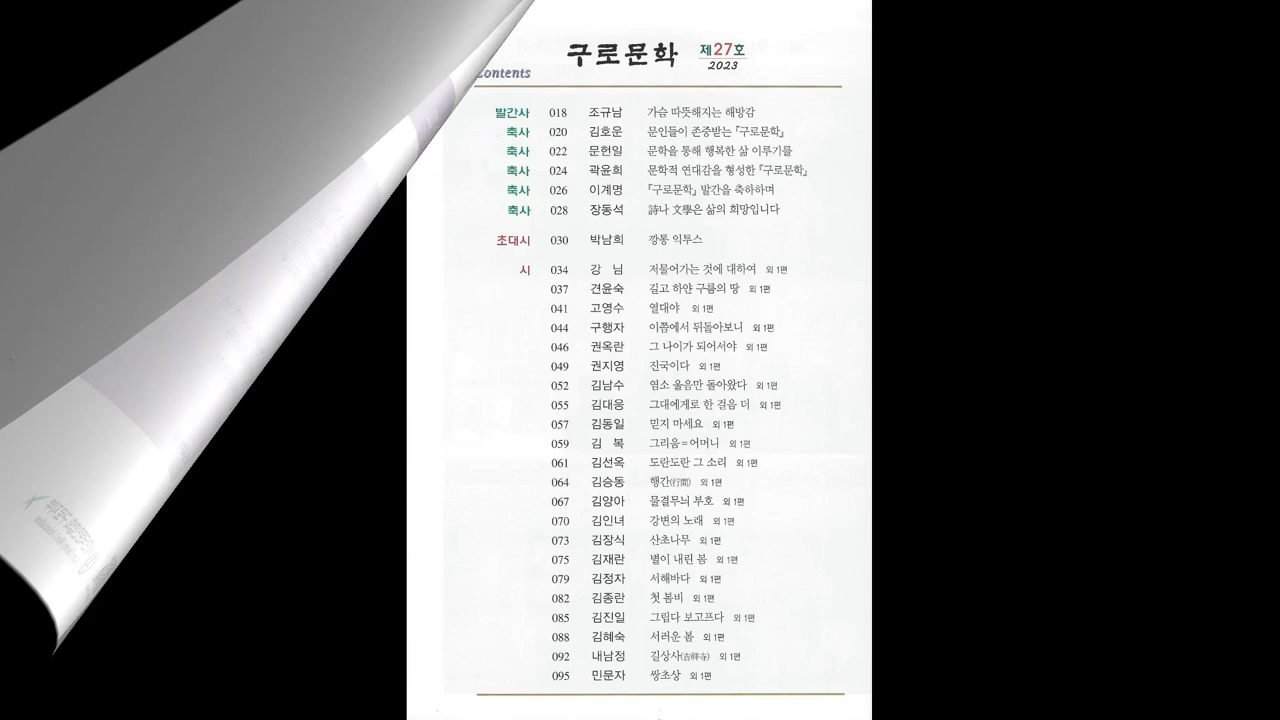 구로문학 제27호
2023
Contents
발간사 018 조규남 가슴 따뜻해지는 해방감
축사 020 김호운 문인들이 존중받는 『구로문학』
축사 022 문헌일 문학을 통해 행복한 삶 이루기를
축사 024 곽윤희 문학적 연대감을 형성한 『구로문학』
축사 026 이계명 『구로문학』 발간을 축하하며
축사 028 장동석 詩나 文學은 삶의 희망입니다
초대시 030 박남희 깡통 익투스
시 034 강 님 저물어가는 것에 대하여 외 1편
037 견윤숙 길고 하얀 구름의 땅 외 1편
041 고영수 열대야 외 1편
044 구행자 이쯤에서 뒤돌아보니 외 1편
046 권옥란 그 나이가 되어서야 외 1편
049 권지영 진국이다 외 1편
052 김남수 염소 울음만 돌아왔다 외 1편
055 김대응 그대에게로 한 걸음 더 외 1편
057 김동일 믿지 마세요 외 1편
059 김 복 그리움=어머니 외 1편
061 김선옥 도란도란 그 소리 외 1편
064 김승동 행간(行間) 외 1편
067 김양아 물결무늬 부호 외 1편
070 김인녀 강변의 노래 외 1편
073 김장식 산초나무 외 1편
075 김재란 별이 내린 봄 외 1편
079 김정자 서해바다 외 1편
082 김종란 첫 봄비 외 1편
085 김진일 그립다 보고프다 외 1편
088 김혜숙 서러운 봄 외 1편
092 내남정 길상사(吉祥寺) 외 1편
095 민문자 쌍초상 외 1편